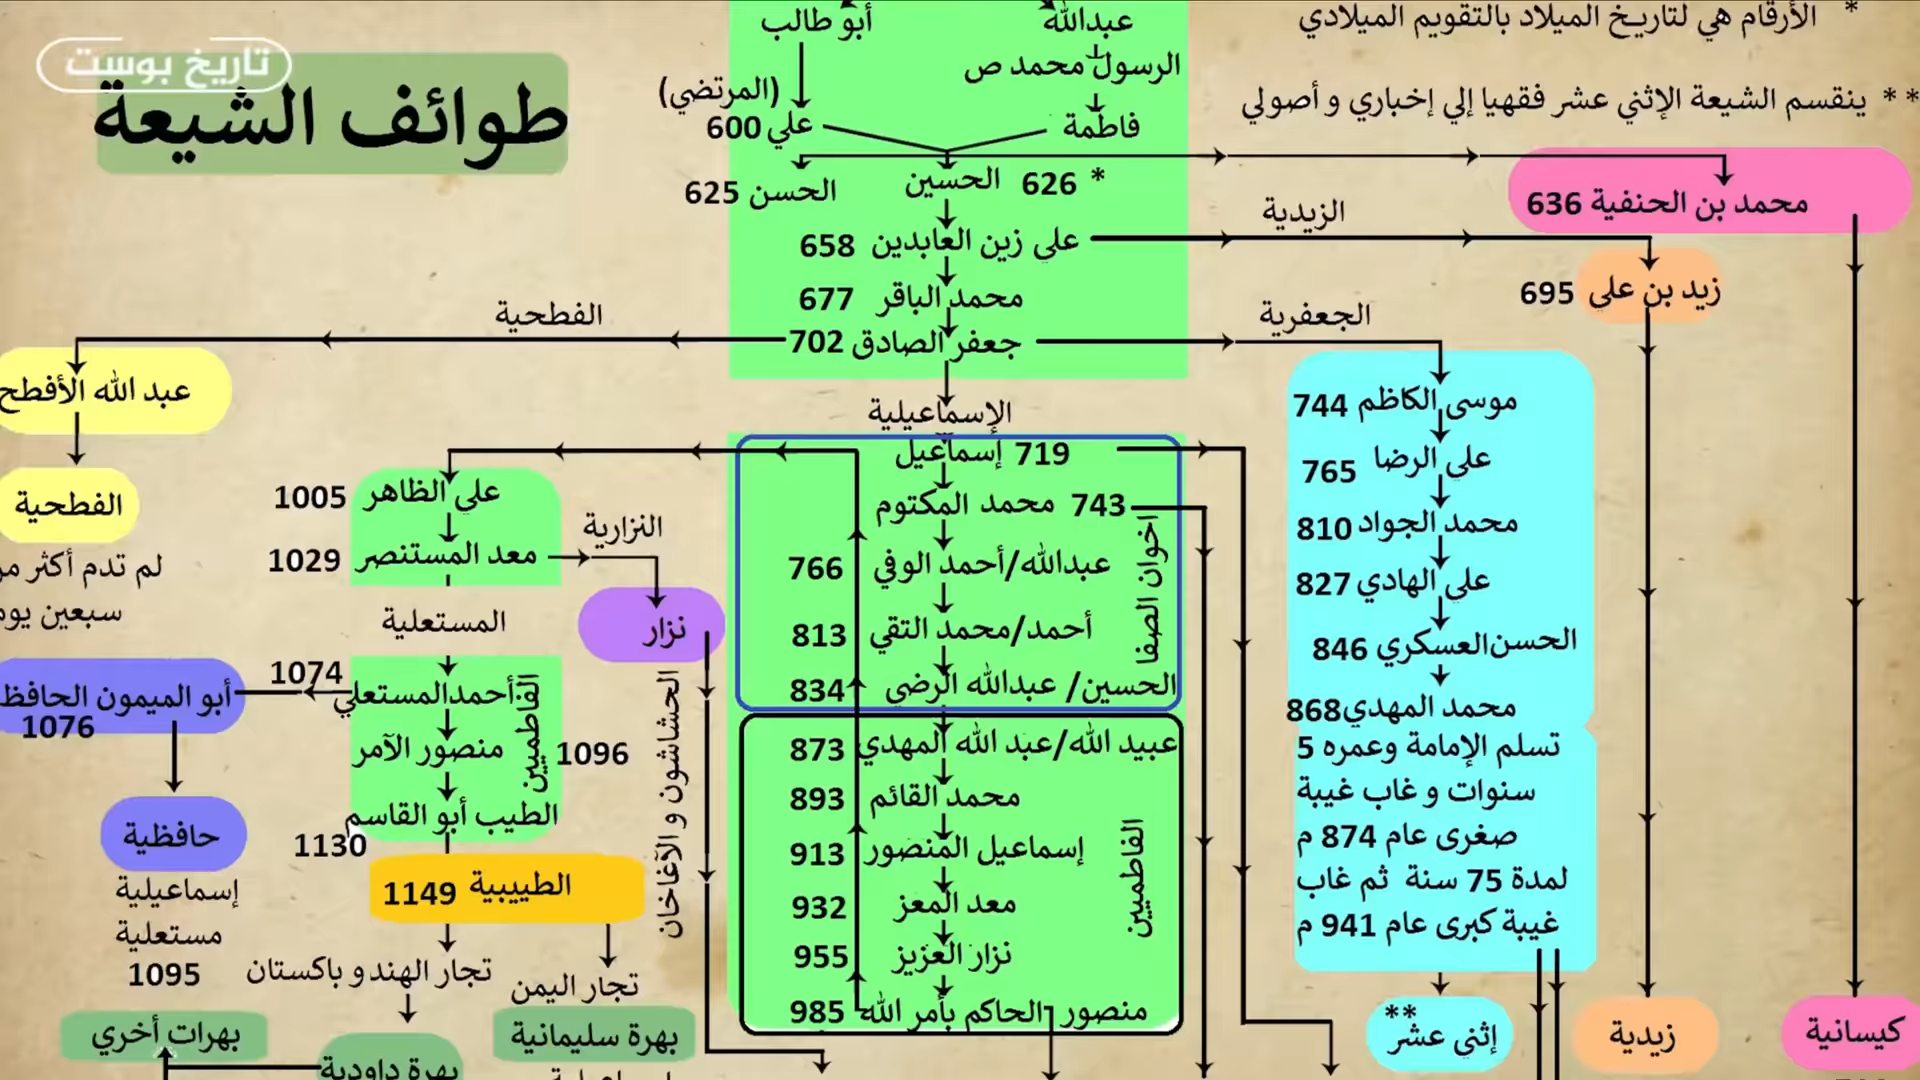 * الأرقام هي لتاريخ الميلاد بالتقويم الميلادي
** ينقسم الشيعة الإثني عشر فقهيا إلي إخباري و أصولي
تاريخ بوست
طوائف الشيعة
عبدالله
أبو طالب
الرسول محمد ص
(المرتضي)
علي 600
فاطمة
الحسن 625
الحسين 626 *
محمد بن الحنفية 636
الزيدية
علي زين العابدين 658
زيد بن علي 695
محمد الباقر 677
الجعفرية
الفطحية
جعفر الصادق 702
عبد الله الأفطح
الفطحية
لم تدم أكثر من
سبعين يوم
الإسماعيلية
إسماعيل 719
محمد المكتوم 743
عبدالله/أحمد الوفي 766
أحمد/محمد التقي 813
الحسين/ عبدالله الرضي 834
اخوان الصفا
عبيد الله/عبد الله المهدي 873
محمد القائم 893
إسماعيل المنصور 913
معد المعز 932
نزار العزيز 955
منصور الحاكم بأمر الله 985
الفاطميين
موسى الكاظم 744
علي الرضا 765
محمد الجواد 810
علي الهادي 827
الحسن العسكري 846
محمد المهدي 868
تسلم الإمامة وعمره 5
سنوات و غاب غيبة
صغرى عام 874 م
لمدة 75 سنة ثم غاب
غيبة كبرى عام 941 م
**
إثني عشر
زيدية
كيسانية
علي الظاهر 1005
معد المستنصر 1029
النزارية
نزار
الحشاشون و الآغاخان
المستعلية
أحمد المستعلي 1074
منصور الآمر 1096
الطيب أبو القاسم 1130
الفاطميين
أبو الميمون الحافظ
1076
حافظية
إسماعيلية
مستعلية
1095
الطيبيية 1149
تجار الهند و باكستان
تجار اليمن
بهرات أخري
بهرة داودية
بهرة سليمانية